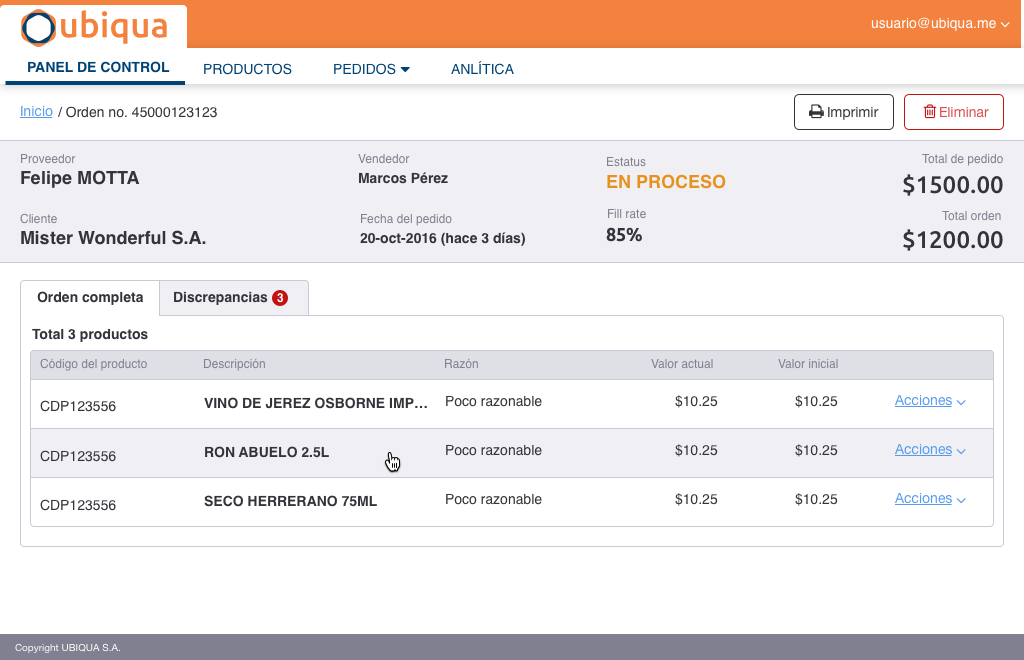 ubiqua
usuario@ubiqua.me
PANEL DE CONTROL PRODUCTOS PEDIDOS ANLÍTICA
Inicio / Orden no. 45000123123
Imprimir Eliminar
Proveedor Vendedor Estatus Total de pedido
Felipe MOTTA Marcos Pérez EN PROCESO $1500.00
Cliente Fecha del pedido Fill rate Total orden
Mister Wonderful S.A. 20-oct-2016 (hace 3 días) 85% $1200.00
Orden completa Discrepancias 3
Total 3 productos
Código del producto Descripción Razón Valor actual Valor inicial
CDP123556 VINO DE JEREZ OSBORNE IMP... Poco razonable $10.25 $10.25 Acciones
CDP123556 RON ABUELO 2.5L Poco razonable $10.25 $10.25 Acciones
CDP123556 SECO HERRERANO 75ML Poco razonable $10.25 $10.25 Acciones
Copyright UBIQUA S.A.